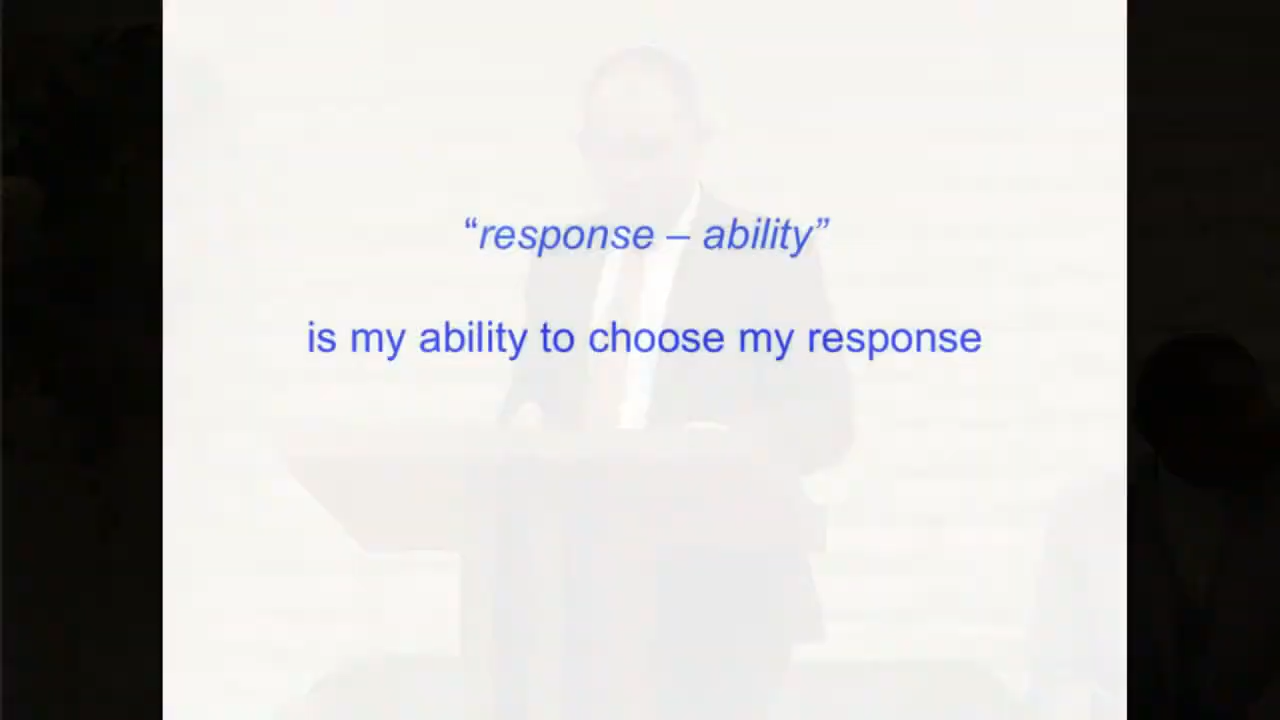 “response – ability”
is my ability to choose my response